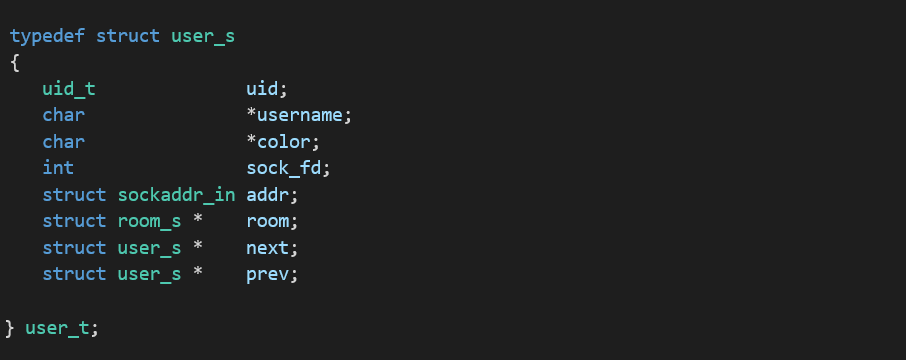 typedef struct user_s
{
uid_t uid;
char *username;
char *color;
int sock_fd;
struct sockaddr_in addr;
struct room_s * room;
struct user_s * next;
struct user_s * prev;
} user_t;